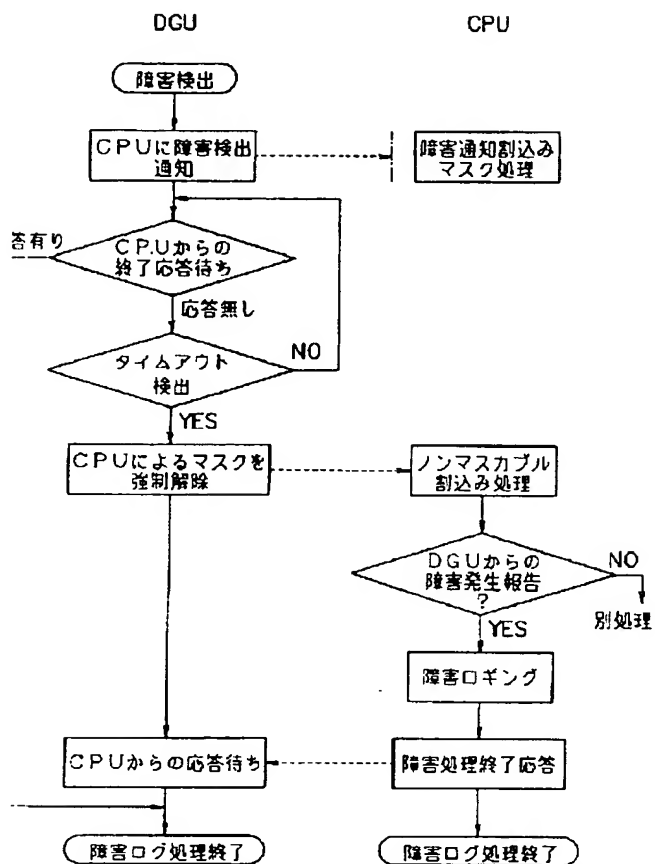 DGU
CPU
障害検出
CPUに障害検出
通知
障害通知割込み
マスク処理
答有り
CPUからの
終了応答待ち
応答無し
タイムアウト
検出
NO
YES
CPUによるマスクを
強制解除
ノンマスカブル
割込み処理
DGUからの
障害発生報告
?
NO
別処理
YES
障害ロギング
CPUからの応答待ち
障害処理終了応答
障害ログ処理終了
障害ログ処理終了